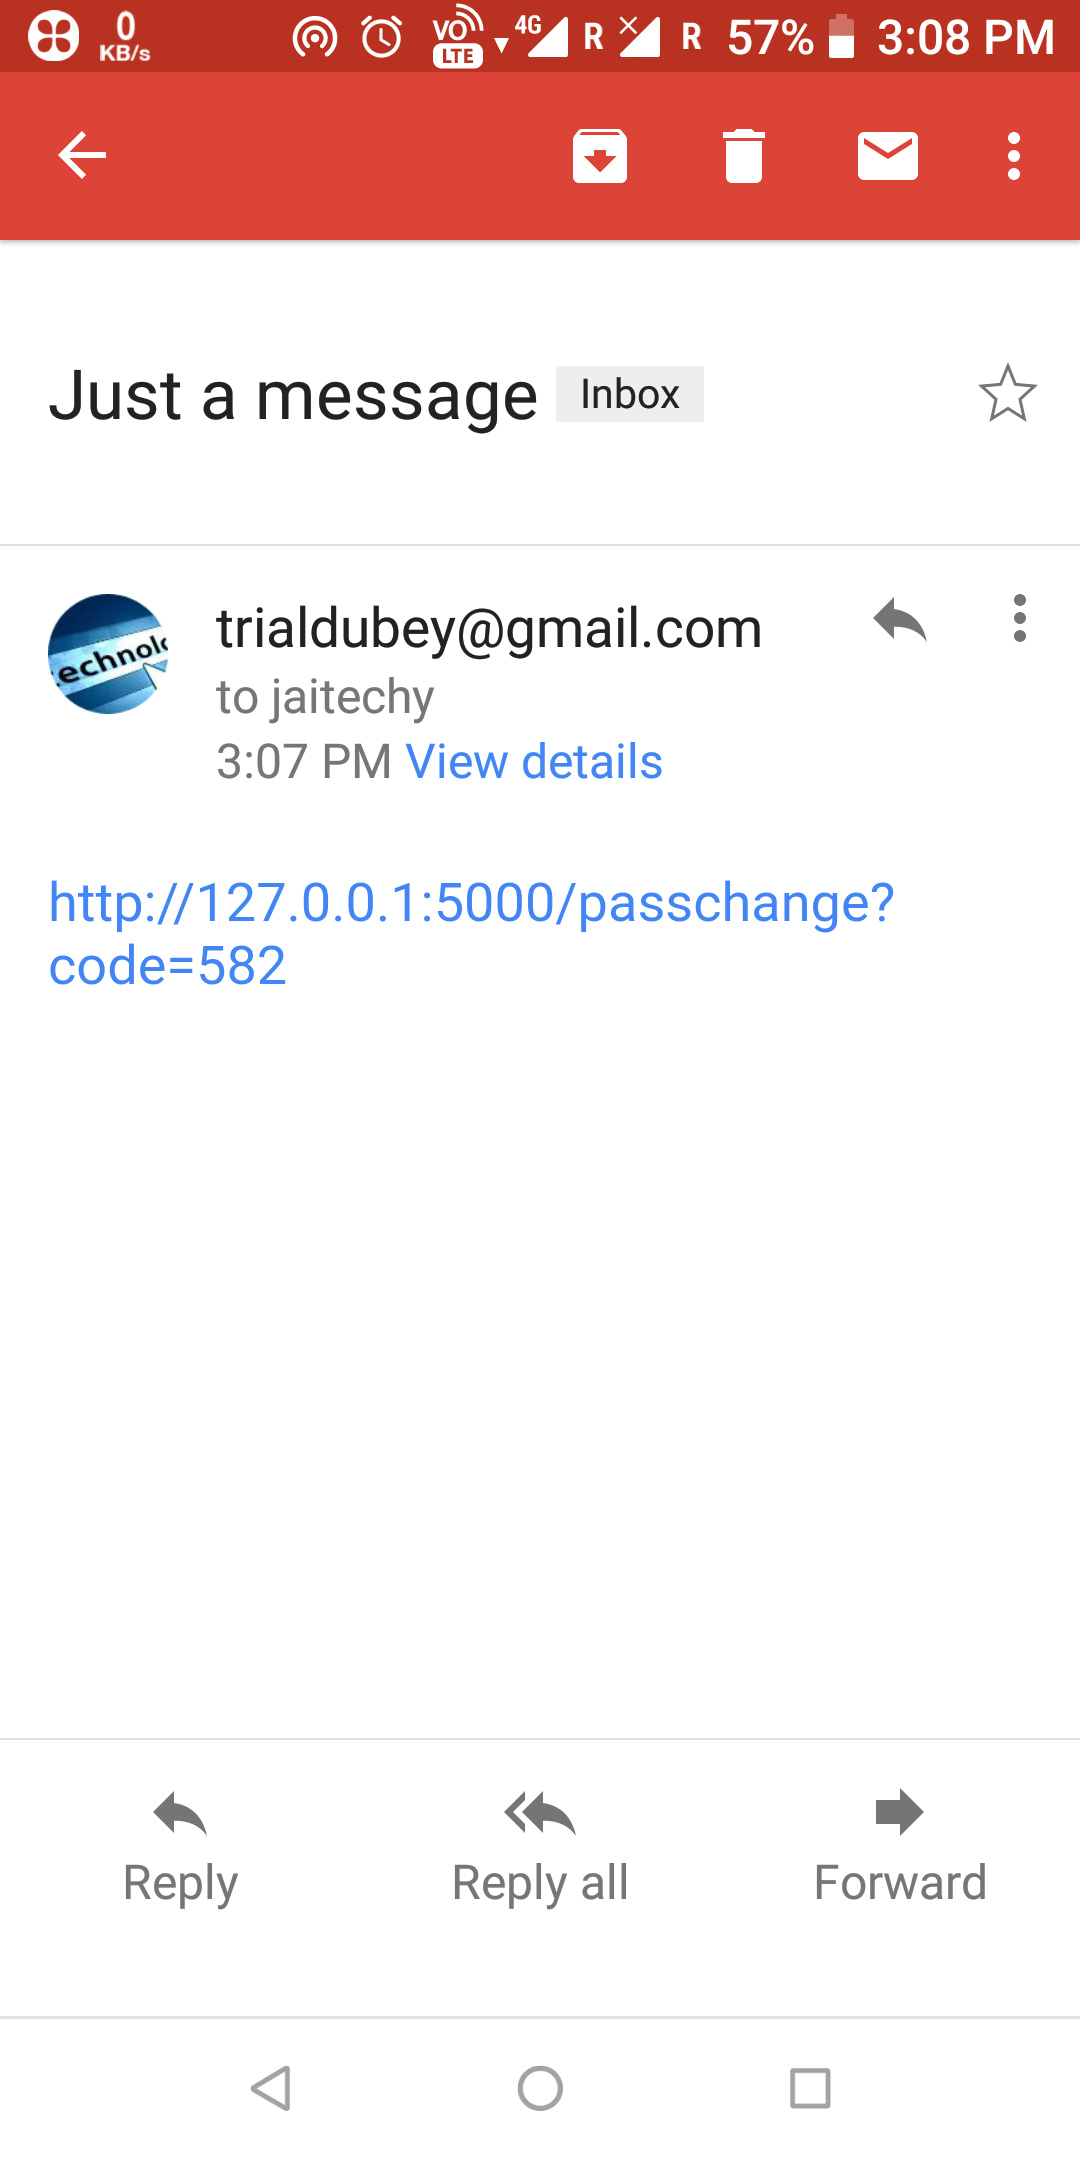 0
KB/s
VO
LTE
4G
R
R
57%
3:08 PM
Just a message
Inbox
echnolo
trialdubey@gmail.com
to jaitechy
3:07 PM View details
http://127.0.0.1:5000/passchange?
code=582
Reply
Reply all
Forward